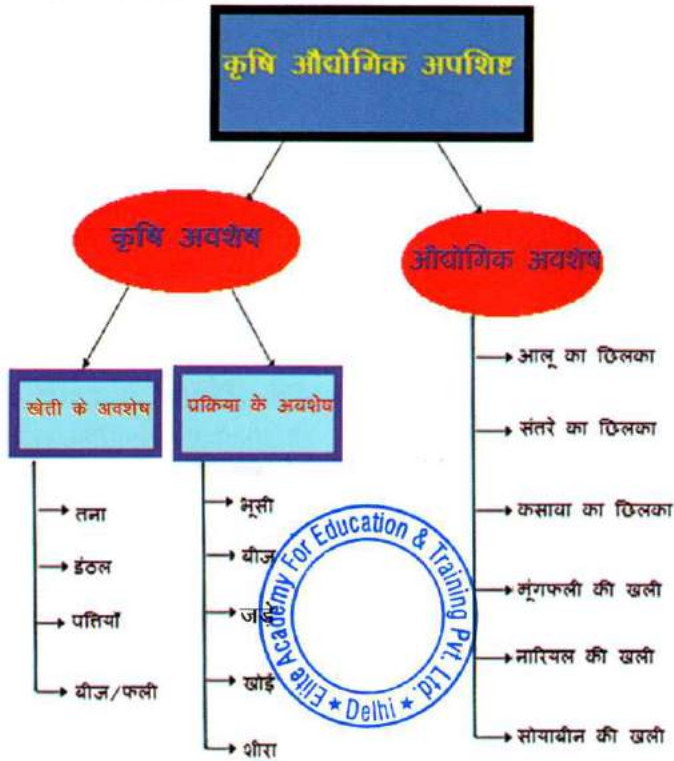 कृषि औद्योगिक अपशिष्ट
कृषि अवशेष
औद्योगिक अवशेष
खेती के अवशेष
प्रक्रिया के अवशेष
तना
डंठल
पत्तियाँ
बीज/फली
भूसी
बीज
जड़ें
खोई
शीरा
आलू का छिलका
संतरे का छिलका
कसावा का छिलका
मूंगफली की खली
नारियल की खली
सोयाबीन की खली
Elite Academy For Education & Training Pvt. Ltd.
★ Delhi ★